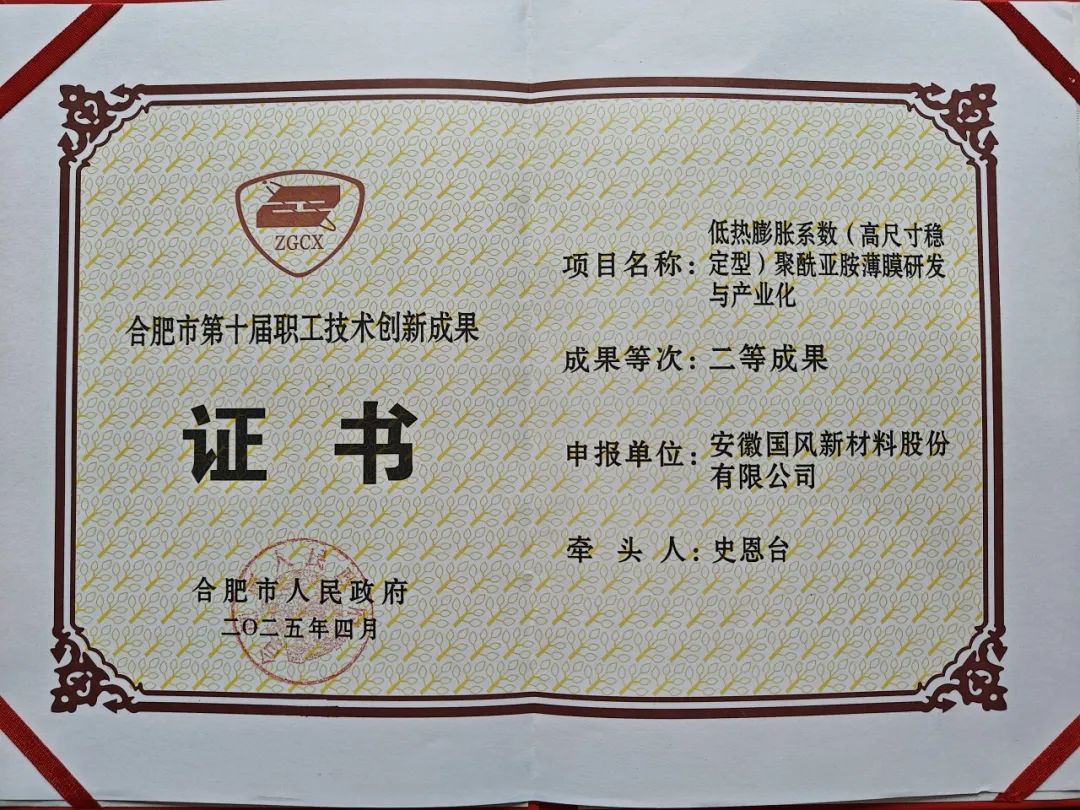 ZGCX
合肥市第十届职工技术创新成果
证 书
合肥市人民政府
二〇二五年四月
项目名称：低热膨胀系数（高尺寸稳
定型）聚酰亚胺薄膜研发
与产业化
成果等次：二等成果
申报单位：安徽国风新材料股份
有限公司
牵 头 人：史恩台